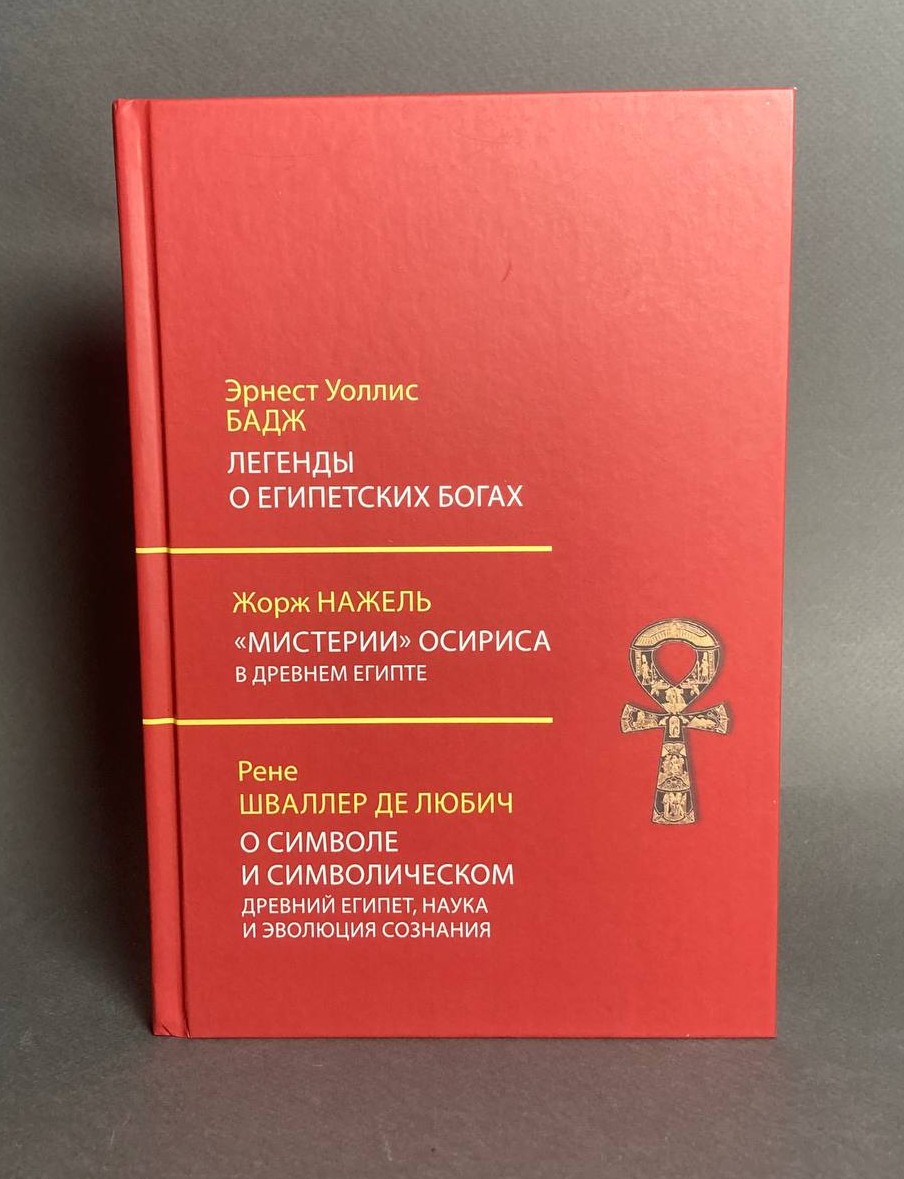 Эрнест Уоллис
БАДЖ
ЛЕГЕНДЫ
О ЕГИПЕТСКИХ БОГАХ
Жорж НАЖЕЛЬ
«МИСТЕРИИ» ОСИРИСА
В ДРЕВНЕМ ЕГИПТЕ
Рене
ШВАЛЛЕР ДЕ ЛЮБИЧ
О СИМВОЛЕ
И СИМВОЛИЧЕСКОМ
ДРЕВНИЙ ЕГИПЕТ, НАУКА
И ЭВОЛЮЦИЯ СОЗНАНИЯ